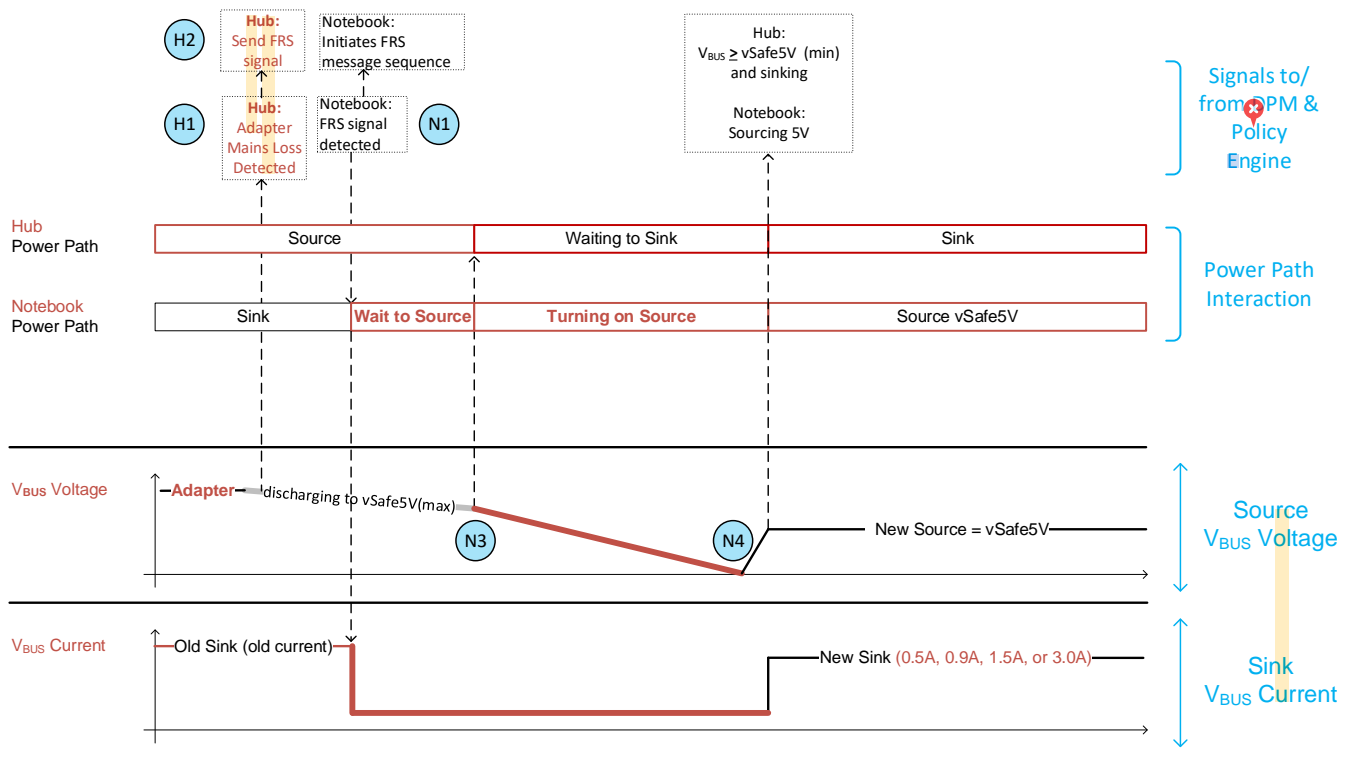 H2
Hub:
Send FRS
signal
Notebook:
Initiates FRS
message sequence
H1
Hub:
Adapter
Mains Loss
Detected
Notebook:
FRS signal
detected
N1
Hub:
VBUS ≥ vSafe5V (min)
and sinking
Notebook:
Sourcing 5V
Signals to/
from DPM &
Policy
Engine
Hub
Power Path
Source
Waiting to Sink
Sink
Notebook
Power Path
Sink
Wait to Source
Turning on Source
Source vSafe5V
Power Path
Interaction
VBUS Voltage
Adapter
discharging to vSafe5V(max)
N3
N4
New Source = vSafe5V
Source
VBUS Voltage
VBUS Current
Old Sink (old current)
New Sink (0.5A, 0.9A, 1.5A, or 3.0A)
Sink
VBUS Current